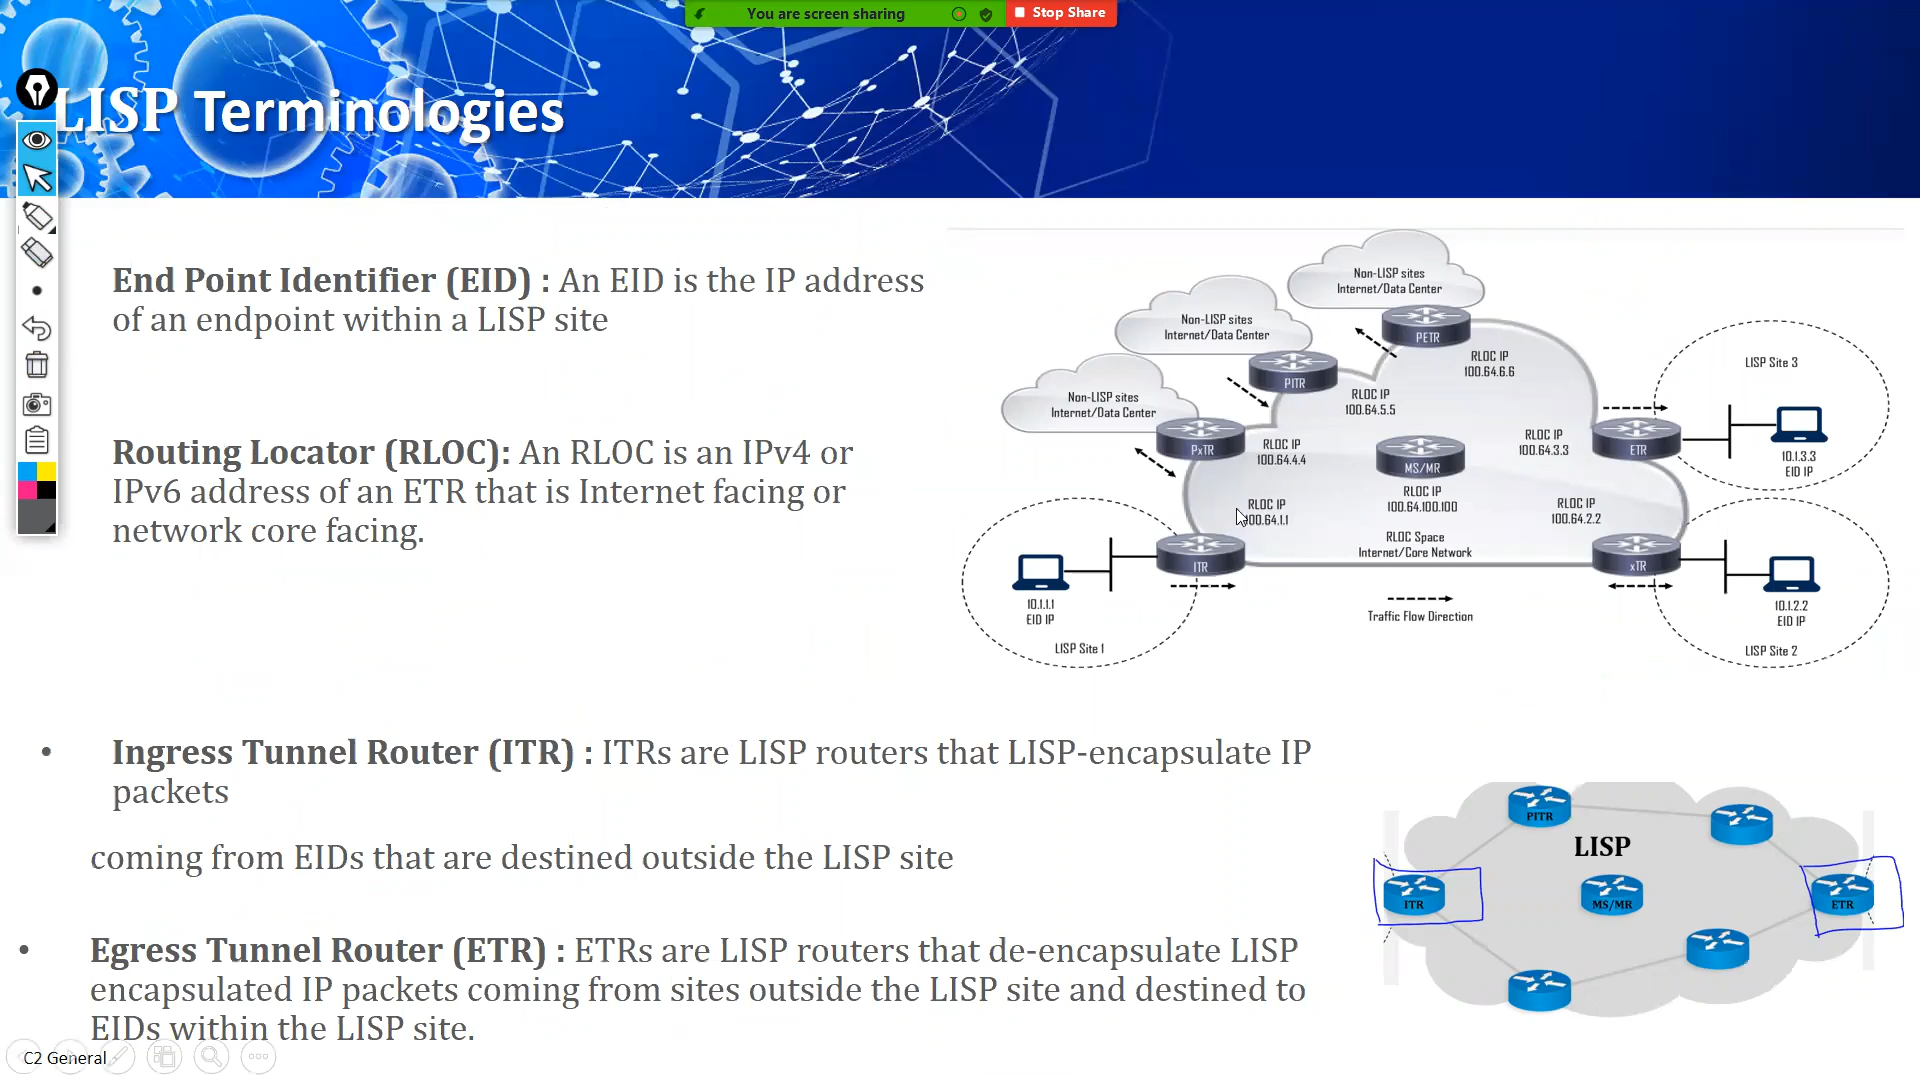 You are screen sharing
Stop Share
LISP Terminologies
End Point Identifier (EID) : An EID is the IP address
of an endpoint within a LISP site
Routing Locator (RLOC): An RLOC is an IPv4 or
IPv6 address of an ETR that is Internet facing or
network core facing.
Non-LISP sites
Internet/Data Center
PETR
RLOC IP
100.64.6.6
Non-LISP sites
Internet/Data Center
PITR
RLOC IP
100.64.5.5
Non-LISP sites
Internet/Data Center
PxTR
RLOC IP
100.64.4.4
MS/MR
RLOC IP
100.64.100.100
RLOC IP
100.64.3.3
ETR
LISP Site 3
10.1.3.3
EID IP
RLOC IP
100.64.1.1
ITR
10.1.1.1
EID IP
LISP Site 1
RLOC Space
Internet/Core Network
Traffic Flow Direction
RLOC IP
100.64.2.2
xTR
10.1.2.2
EID IP
LISP Site 2
• Ingress Tunnel Router (ITR) : ITRs are LISP routers that LISP-encapsulate IP
packets
coming from EIDs that are destined outside the LISP site
• Egress Tunnel Router (ETR) : ETRs are LISP routers that de-encapsulate LISP
encapsulated IP packets coming from sites outside the LISP site and destined to
EIDs within the LISP site.
PITR
LISP
ITR
MS/MR
ETR
C2 General